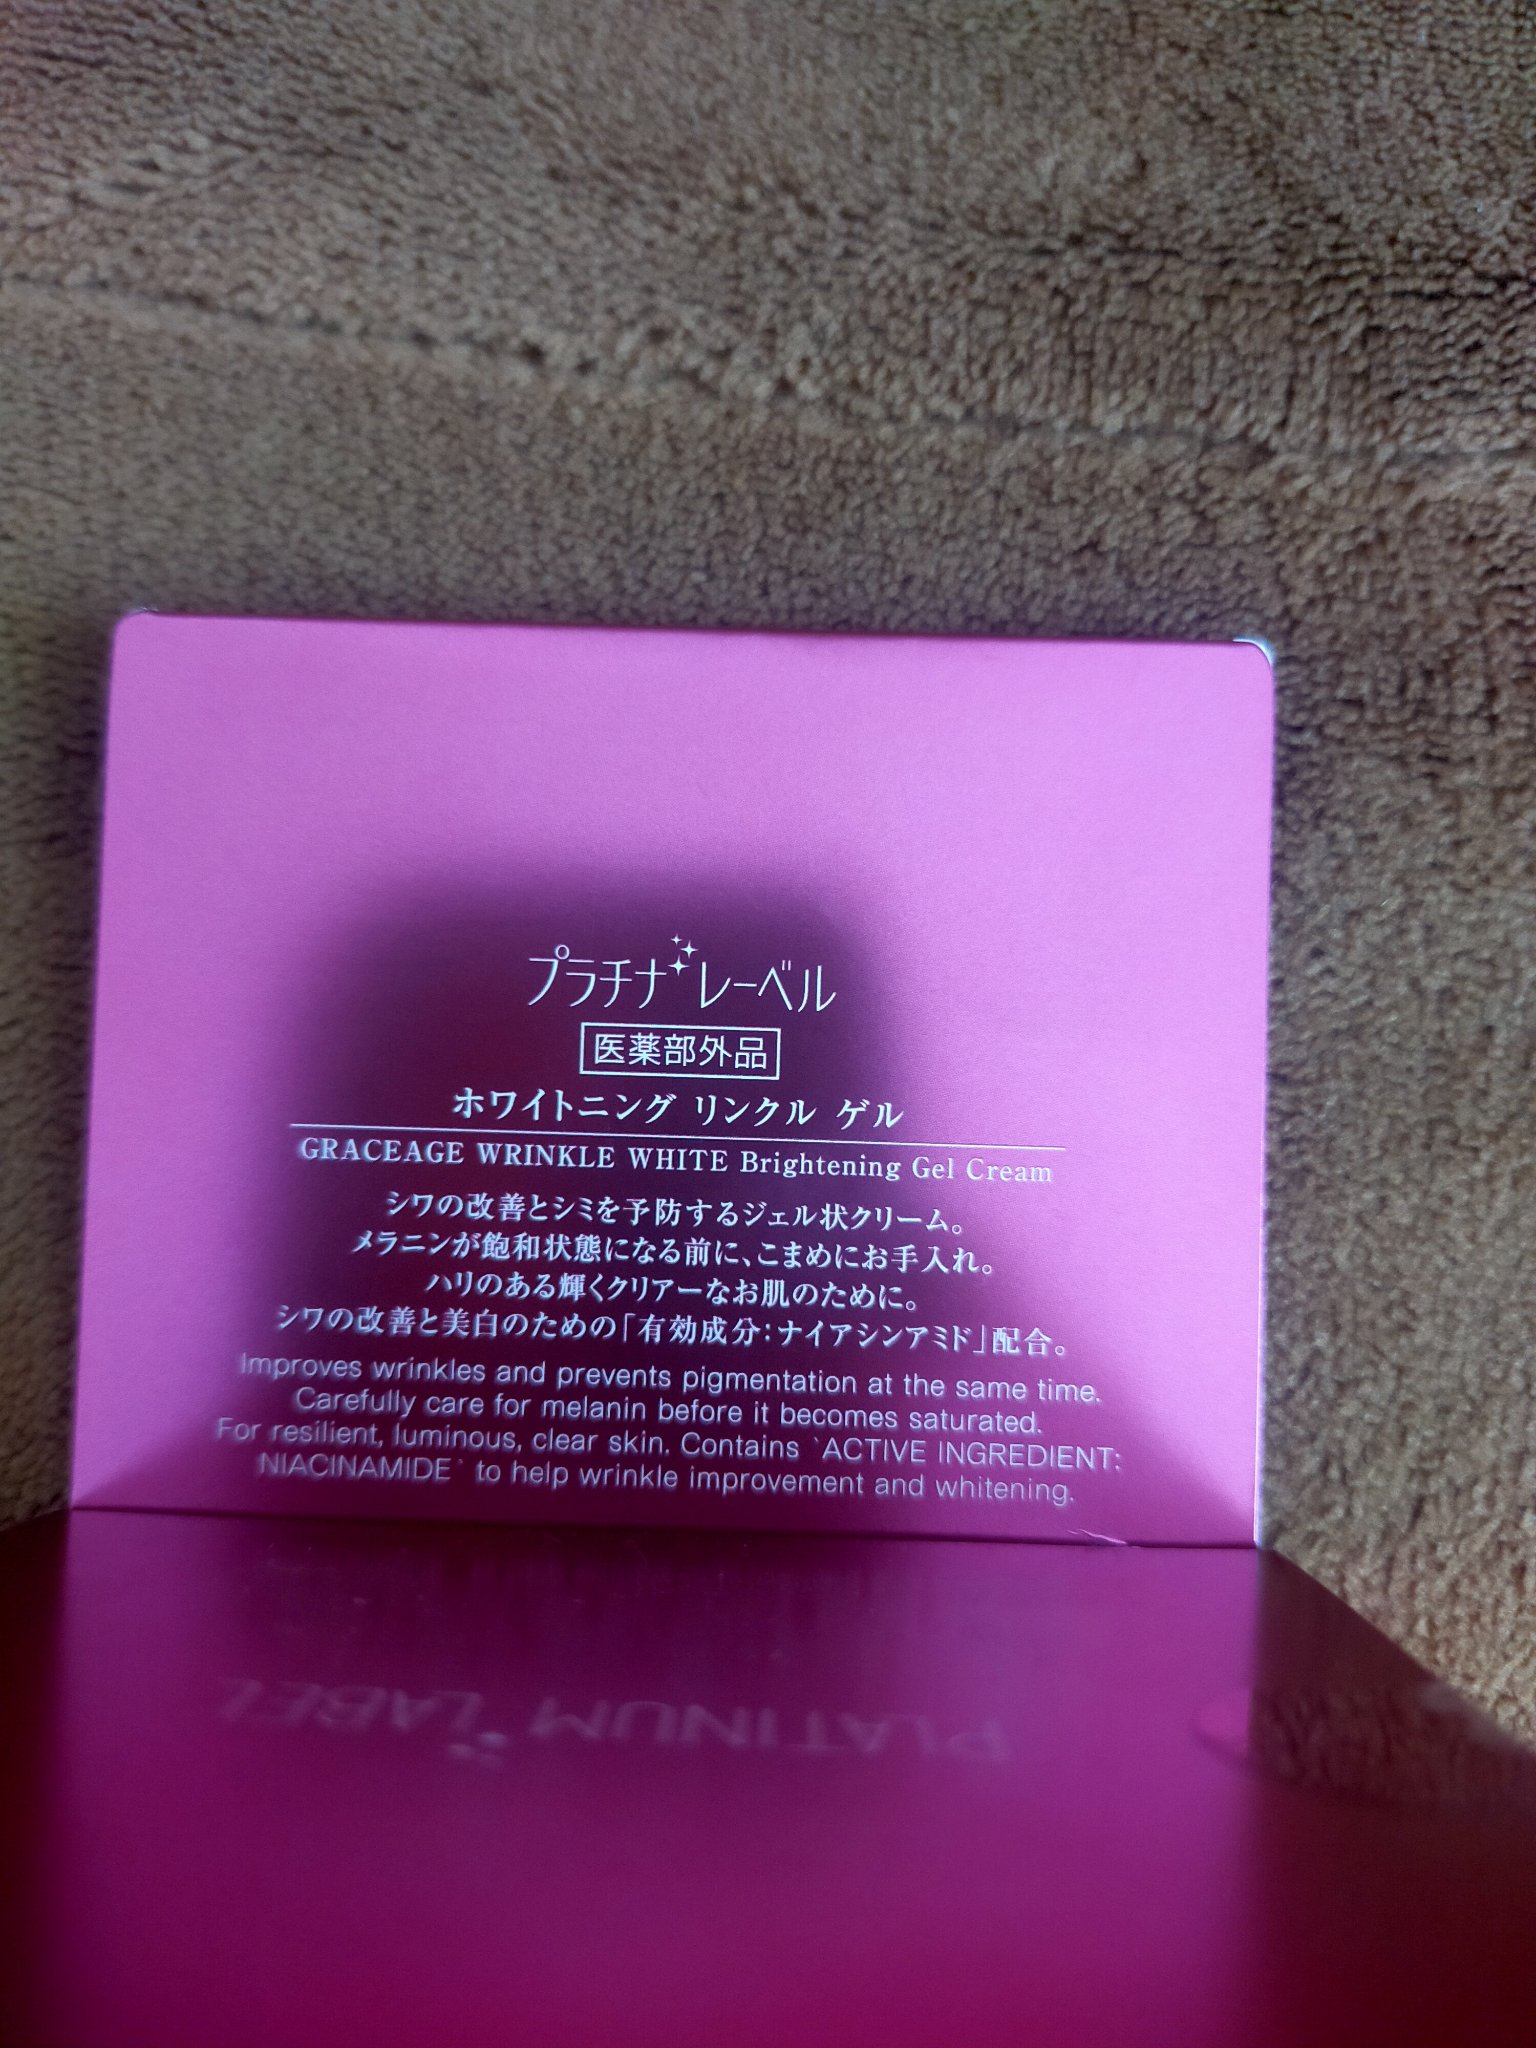 プラチナレーベル
医薬部外品
ホワイトニング リンクル ゲル
GRACEAGE WRINKLE WHITE Brightening Gel Cream
シワの改善とシミを予防するジェル状クリーム。
メラニンが飽和状態になる前に、こまめにお手入れ。
ハリのある輝くクリアーなお肌のために。
シワの改善と美白のための「有効成分：ナイアシンアミド」配合。
Improves wrinkles and prevents pigmentation at the same time.
Carefully care for melanin before it becomes saturated.
For resilient, luminous, clear skin. Contains `ACTIVE INGREDIENT:
NIACINAMIDE` to help wrinkle improvement and whitening.
PLATINUM LABEL